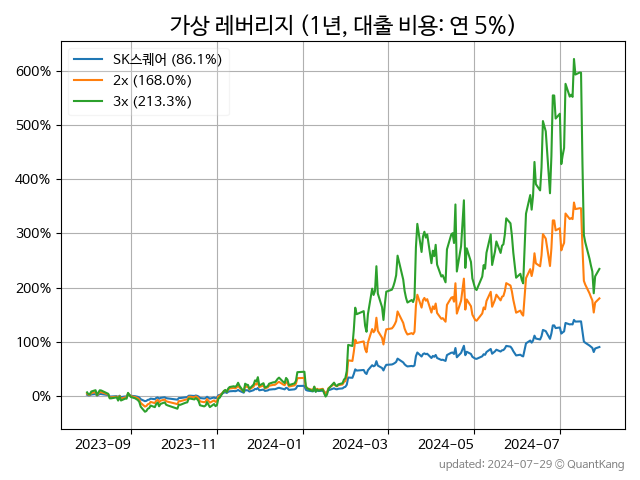 가상 레버리지 (1년, 대출 비용: 연 5%)
SK스퀘어 (86.1%)
2x (168.0%)
3x (213.3%)
600%
500%
400%
300%
200%
100%
0%
2023-09 2023-11 2024-01 2024-03 2024-05 2024-07
updated: 2024-07-29 © QuantKang